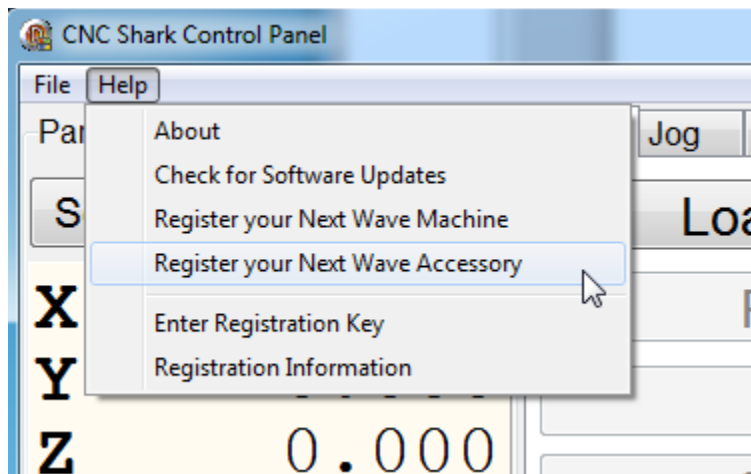 CNC Shark Control Panel
File Help
About
Jog
Check for Software Updates
Register your Next Wave Machine
Register your Next Wave Accessory
X
Enter Registration Key
Registration Information
Y
Z 0.000